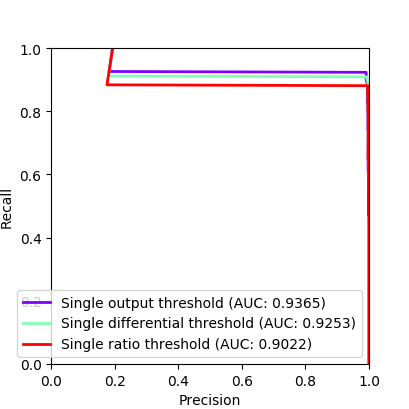 1.0
0.8
0.6
0.4
0.2
0.0
Recall
Single output threshold (AUC: 0.9365)
Single differential threshold (AUC: 0.9253)
Single ratio threshold (AUC: 0.9022)
0.0 0.2 0.4 0.6 0.8 1.0
Precision